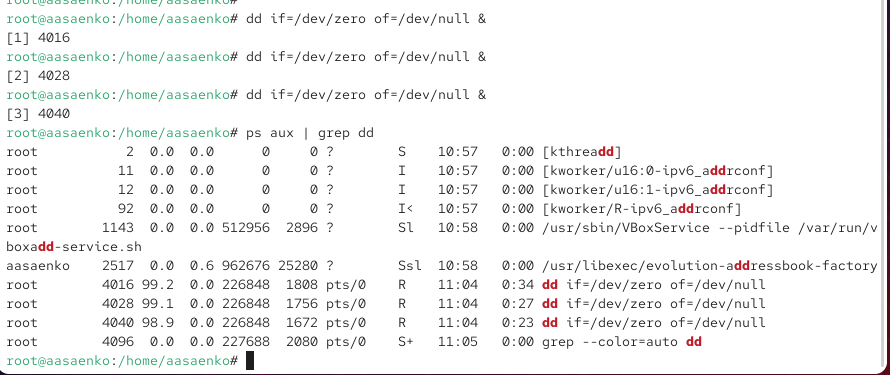 root@aasaenko:/home/aasaenko# dd if=/dev/zero of=/dev/null &
[1] 4016
root@aasaenko:/home/aasaenko# dd if=/dev/zero of=/dev/null &
[2] 4028
root@aasaenko:/home/aasaenko# dd if=/dev/zero of=/dev/null &
[3] 4040
root@aasaenko:/home/aasaenko# ps aux | grep dd
root           2  0.0  0.0      0     0 ?        S    10:57   0:00 [kthreadd]
root          11  0.0  0.0      0     0 ?        I    10:57   0:00 [kworker/u16:0-ipv6_addrconf]
root          12  0.0  0.0      0     0 ?        I    10:57   0:00 [kworker/u16:1-ipv6_addrconf]
root          92  0.0  0.0      0     0 ?        I<   10:57   0:00 [kworker/R-ipv6_addrconf]
root        1143  0.0  0.0 512956  2896 ?        Sl   10:58   0:00 /usr/sbin/VBoxService --pidfile /var/run/v
boxadd-service.sh
aasaenko    2517  0.0  0.6 962676 25280 ?        Ssl  10:58   0:00 /usr/libexec/evolution-addressbook-factory
root        4016 99.2  0.0 226848  1808 pts/0    R    11:04   0:34 dd if=/dev/zero of=/dev/null
root        4028 99.1  0.0 226848  1756 pts/0    R    11:04   0:27 dd if=/dev/zero of=/dev/null
root        4040 98.9  0.0 226848  1672 pts/0    R    11:04   0:23 dd if=/dev/zero of=/dev/null
root        4096  0.0  0.0 227688  2080 pts/0    S+   11:05   0:00 grep --color=auto dd
root@aasaenko:/home/aasaenko#